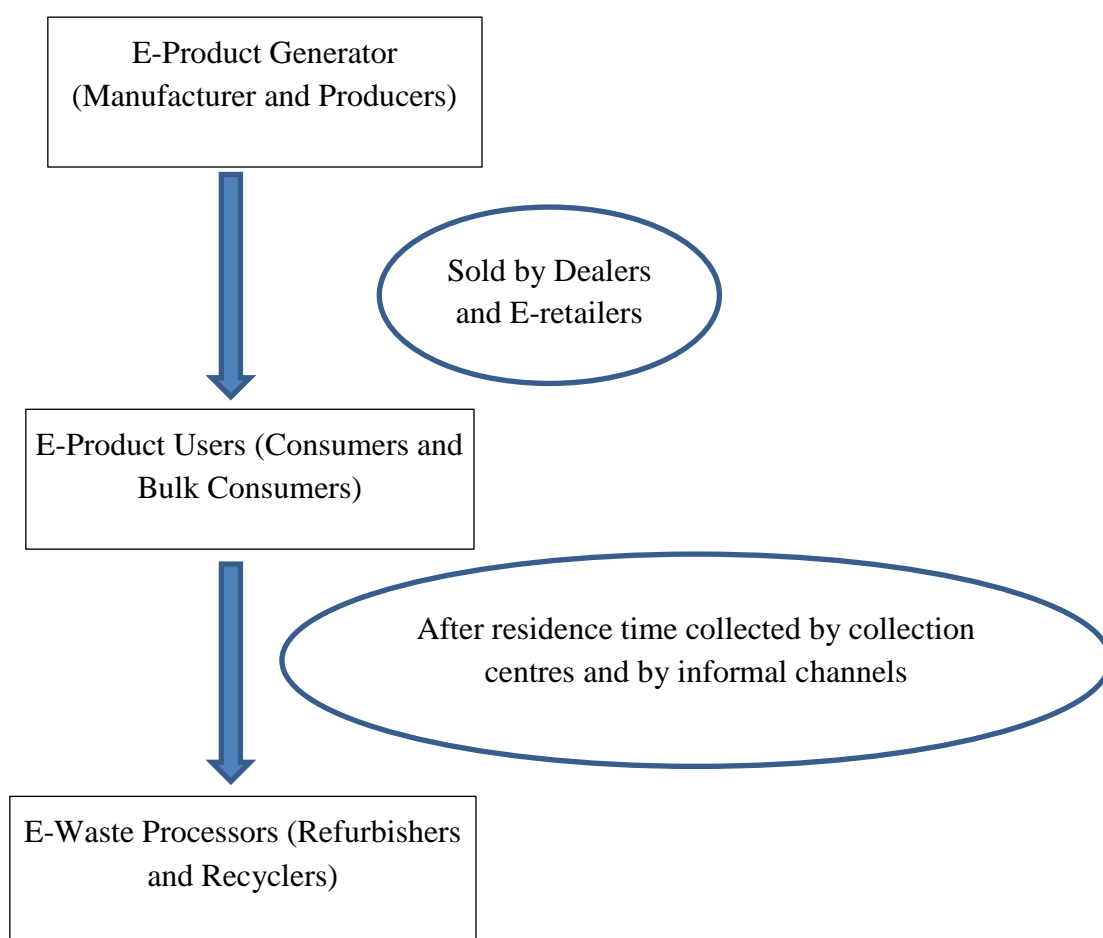 E-Product Generator
(Manufacturer and Producers)
Sold by Dealers
and E-retailers
E-Product Users (Consumers and
Bulk Consumers)
After residence time collected by collection
centres and by informal channels
E-Waste Processors (Refurbishers
and Recyclers)